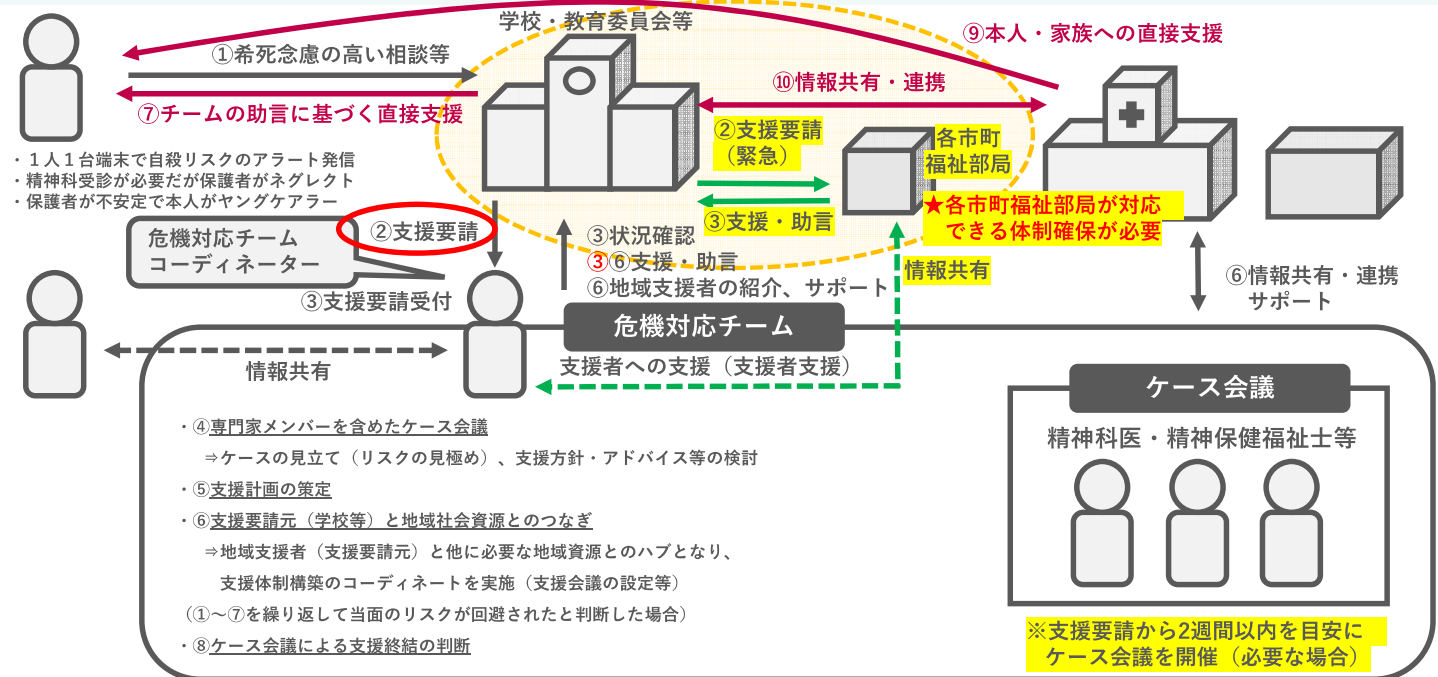 学校・教育委員会等
⑨本人・家族への直接支援
①希死念慮の高い相談等
⑩情報共有・連携
⑦チームの助言に基づく直接支援
②支援要請
（緊急）
各市町
福祉部局
・１人１台端末で自殺リスクのアラート発信
・精神科受診が必要だが保護者がネグレクト
・保護者が不安定で本人がヤングケアラー
③支援・助言
★各市町福祉部局が対応
できる体制確保が必要
危機対応チーム
コーディネーター
②支援要請
③状況確認
③⑥支援・助言
⑥地域支援者の紹介、サポート
情報共有
⑥情報共有・連携
サポート
③支援要請受付
危機対応チーム
情報共有
支援者への支援（支援者支援）
ケース会議
精神科医・精神保健福祉士等
・④専門家メンバーを含めたケース会議
⇒ケースの見立て（リスクの見極め）、支援方針・アドバイス等の検討
・⑤支援計画の策定
・⑥支援要請元（学校等）と地域社会資源とのつなぎ
⇒地域支援者（支援要請元）と他に必要な地域資源とのハブとなり、
支援体制構築のコーディネートを実施（支援会議の設定等）
（①～⑦を繰り返して当面のリスクが回避されたと判断した場合）
・⑧ケース会議による支援終結の判断
※支援要請から2週間以内を目安に
ケース会議を開催（必要な場合）